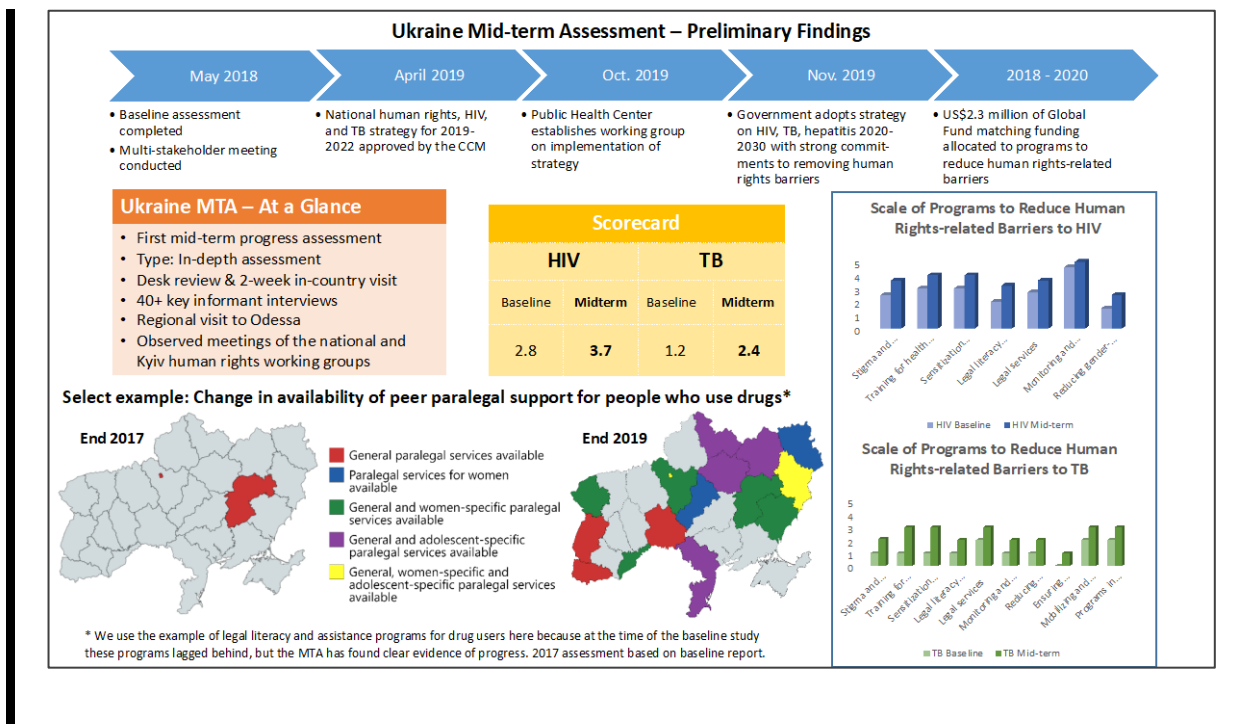 Ukraine Mid-term Assessment – Preliminary Findings
May 2018
April 2019
Oct. 2019
Nov. 2019
2018 - 2020
• Baseline assessment
completed
• Multi-stakeholder meeting
conducted
• National human rights, HIV,
and TB strategy for 2019-
2022 approved by the CCM
• Public Health Center
establishes working group
on implementation of
strategy
• Government adopts strategy
on HIV, TB, hepatitis 2020-
2030 with strong commit-
ments to removing human
rights barriers
• US$2.3 million of Global
Fund matching funding
allocated to programs to
reduce human rights-related
barriers
Ukraine MTA – At a Glance
• First mid-term progress assessment
• Type: In-depth assessment
• Desk review & 2-week in-country visit
• 40+ key informant interviews
• Regional visit to Odessa
• Observed meetings of the national and
Kyiv human rights working groups
Scorecard
HIV TB
Baseline Midterm Baseline Midterm
2.8 3.7 1.2 2.4
Scale of Programs to Reduce Human
Rights-related Barriers to HIV
5
4
3
2
1
0
Stigma and...
Training for health...
Sensitization...
Legal literacy...
Legal services
Monitoring and...
Reducing gender-...
HIV Baseline HIV Mid-term
Select example: Change in availability of peer paralegal support for people who use drugs*
End 2017
General paralegal services available
Paralegal services for women
available
General and women-specific paralegal
services available
General and adolescent-specific
paralegal services available
General, women-specific and
adolescent-specific paralegal services
available
End 2019
Scale of Programs to Reduce Human
Rights-related Barriers to TB
5
4
3
2
1
0
Stigma and...
Training for...
Sensitization...
Legal literacy...
Legal services
Monitoring and...
Reducing...
Ensuring...
Mobilizing and...
Programs in...
TB Baseline TB Mid-term
* We use the example of legal literacy and assistance programs for drug users here because at the time of the baseline study
these programs lagged behind, but the MTA has found clear evidence of progress. 2017 assessment based on baseline report.